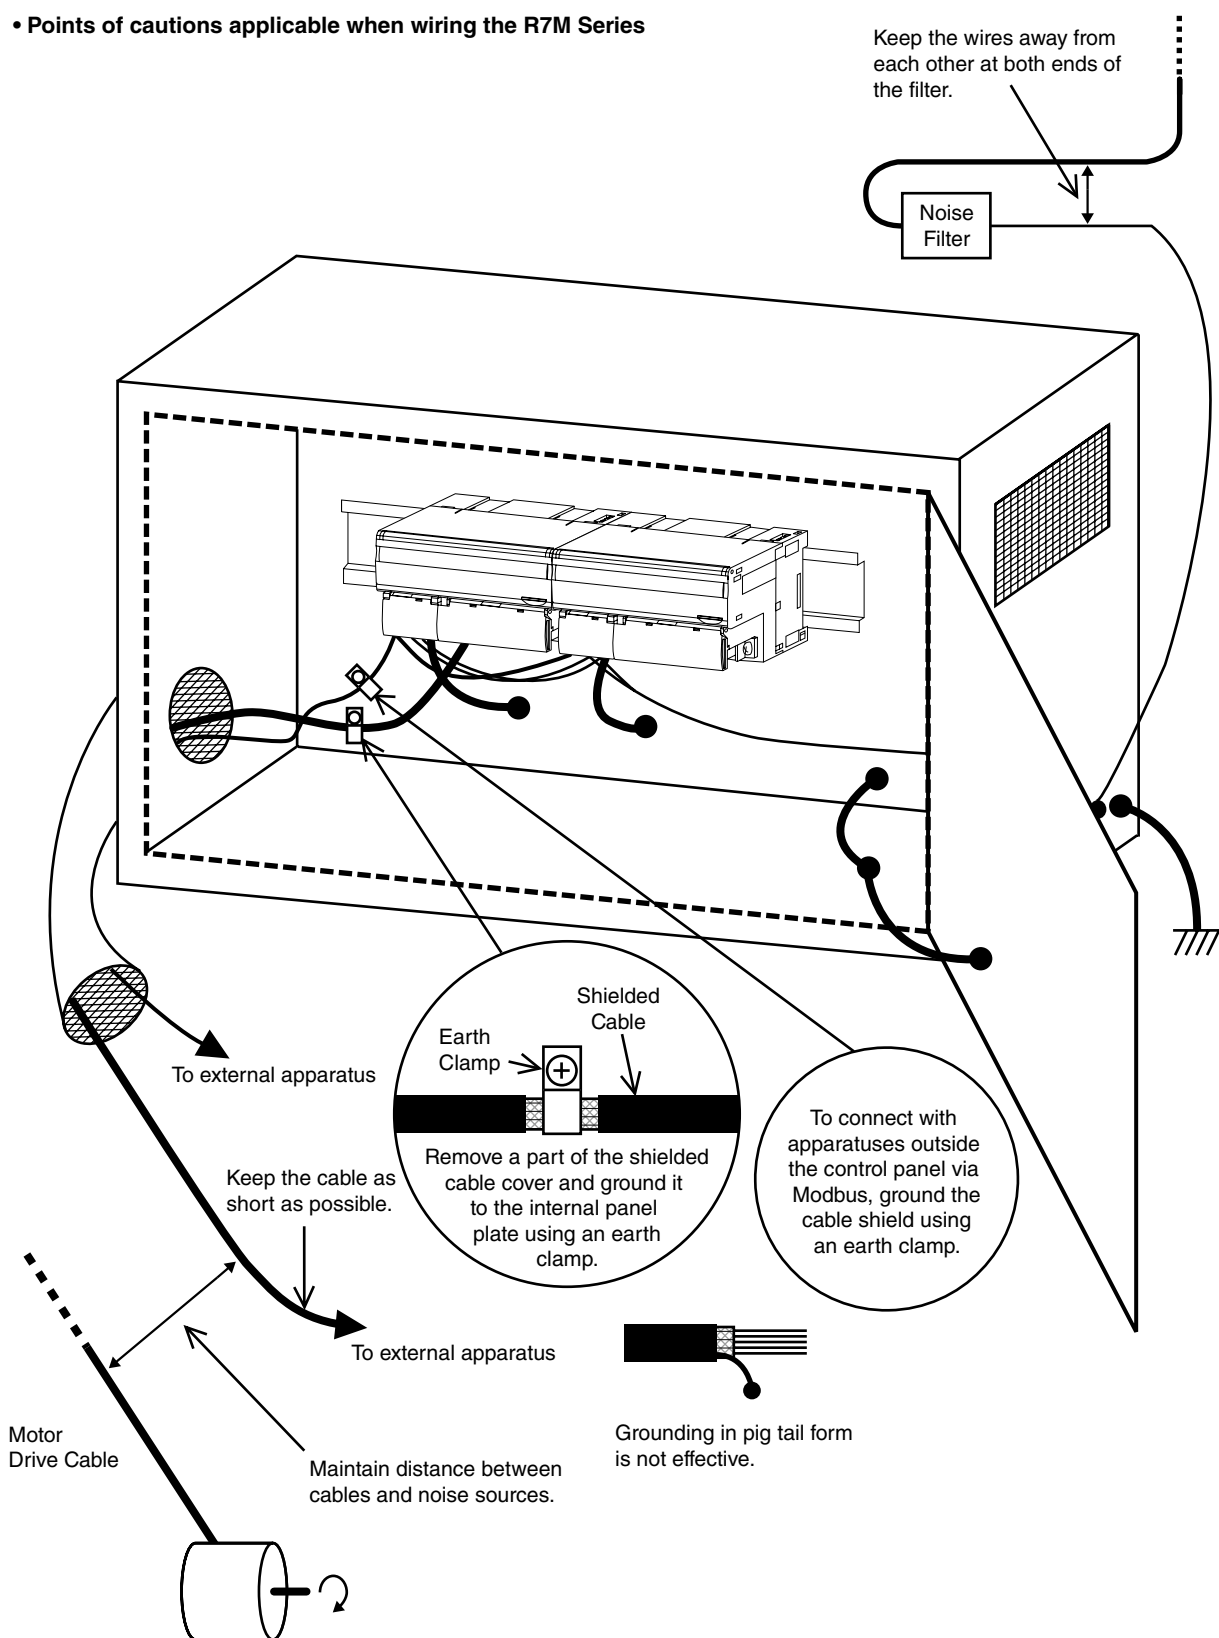 • Points of cautions applicable when wiring the R7M Series
Keep the wires away from
each other at both ends of
the filter.
Noise
Filter
Shielded
Cable
Earth
Clamp
To external apparatus
Remove a part of the shielded
cable cover and ground it
to the internal panel
plate using an earth
clamp.
To connect with
apparatuses outside
the control panel via
Modbus, ground the
cable shield using
an earth clamp.
Keep the cable as
short as possible.
To external apparatus
Grounding in pig tail form
is not effective.
Motor
Drive Cable
Maintain distance between
cables and noise sources.